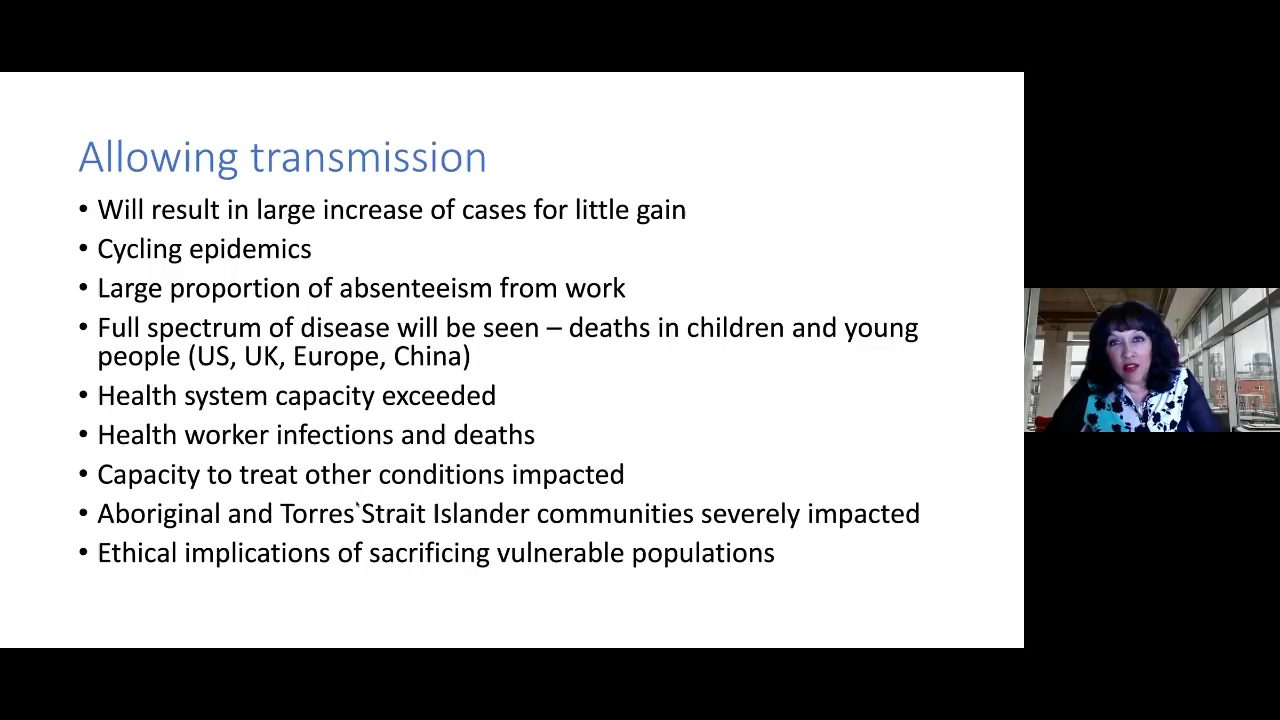 Allowing transmission
• Will result in large increase of cases for little gain
• Cycling epidemics
• Large proportion of absenteeism from work
• Full spectrum of disease will be seen – deaths in children and young
people (US, UK, Europe, China)
• Health system capacity exceeded
• Health worker infections and deaths
• Capacity to treat other conditions impacted
• Aboriginal and Torres Strait Islander communities severely impacted
• Ethical implications of sacrificing vulnerable populations